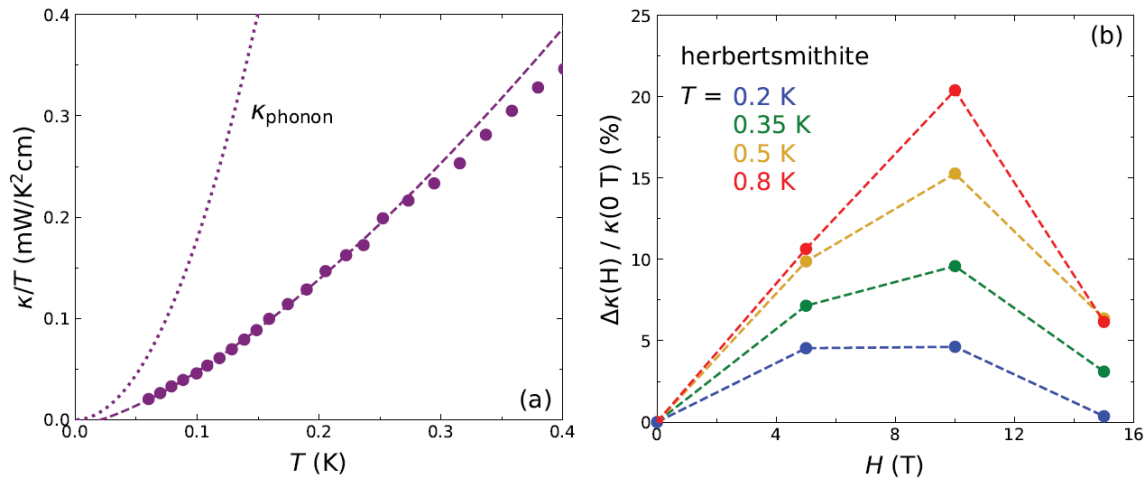 0.4
0.3
0.2
0.1
0.0
κ/T (mW/K²cm)
κphonon
(a)
0.0 0.1 0.2 0.3 0.4
T (K)
25
20
15
10
5
0
Δκ(H) / κ(0 T) (%)
(b)
herbertsmithite
T = 0.2 K
0.35 K
0.5 K
0.8 K
0 4 8 12 16
H (T)